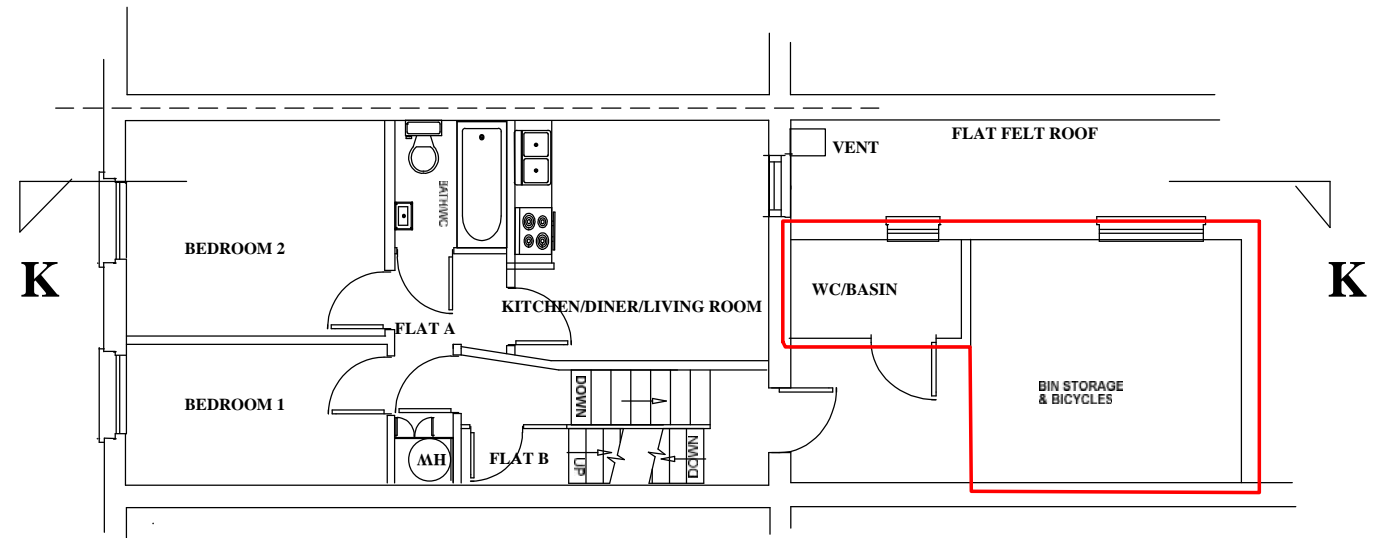 FLAT FELT ROOF
VENT
BATH/WC
BEDROOM 2
K
K
WC/BASIN
KITCHEN/DINER/LIVING ROOM
FLAT A
DOWN
BIN STORAGE
& BICYCLES
BEDROOM 1
HW
FLAT B
UP
DOWN